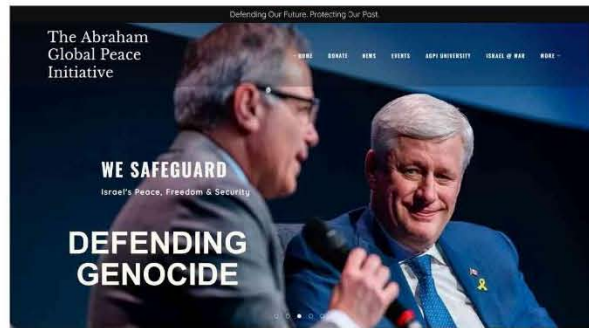 Defending Our Future. Protecting Our Past.
The Abraham
Global Peace
Initiative
HOME DONATE NEWS EVENTS AGPI UNIVERSITY ISRAEL @ WAR MORE
WE SAFEGUARD
Israel's Peace, Freedom & Security
DEFENDING
GENOCIDE